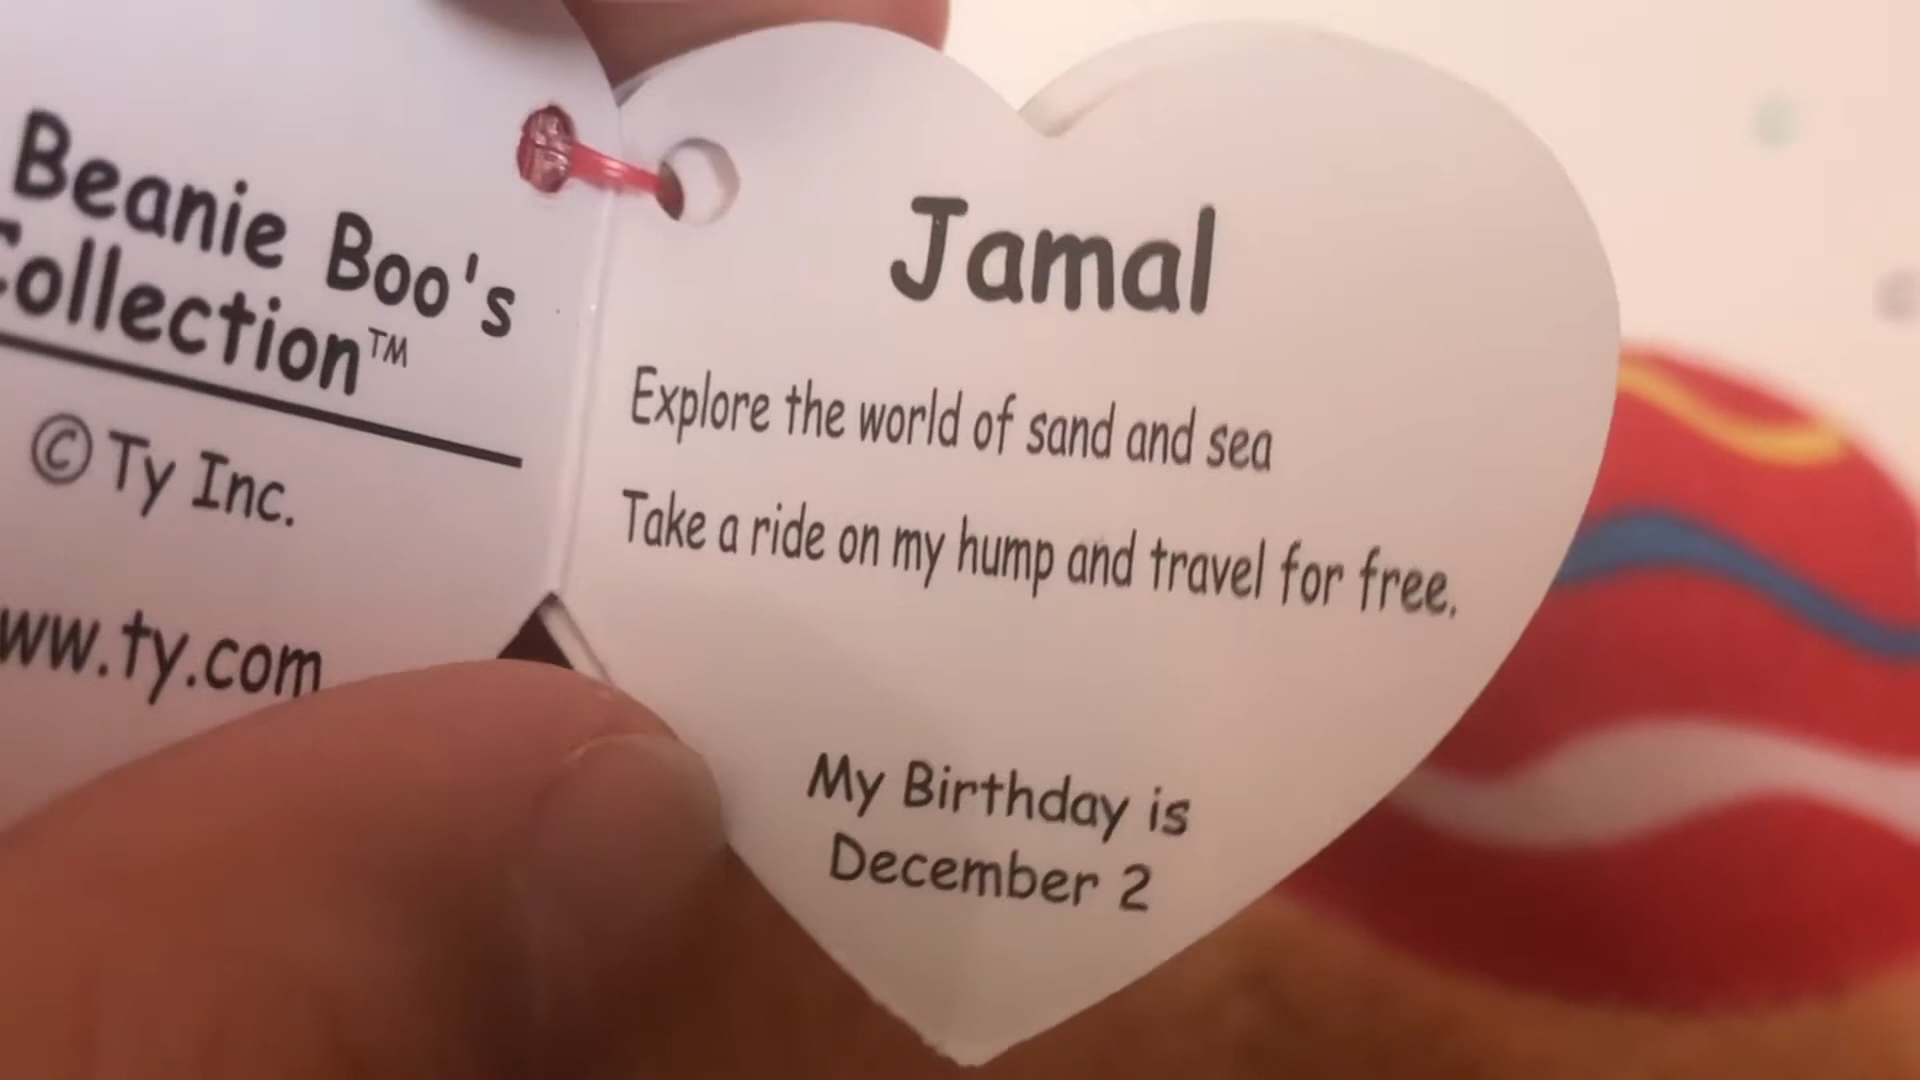 Beanie Boo's
Collection™
© Ty Inc.
www.ty.com
Jamal
Explore the world of sand and sea
Take a ride on my hump and travel for free.
My Birthday is
December 2